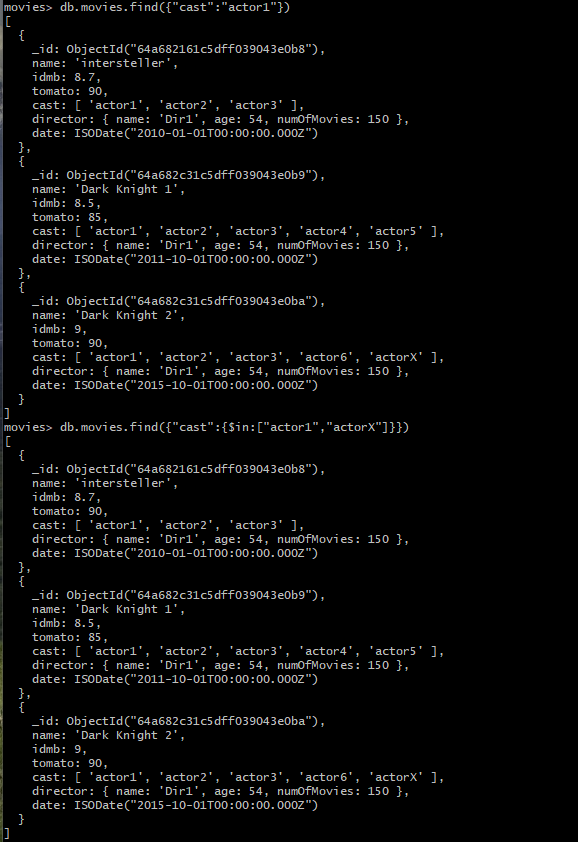 movies> db.movies.find({"cast":"actor1"})
[
  {
    _id: ObjectId("64a682161c5dff039043e0b8"),
    name: 'intersteller',
    idmb: 8.7,
    tomato: 90,
    cast: [ 'actor1', 'actor2', 'actor3' ],
    director: { name: 'Dir1', age: 54, numOfMovies: 150 },
    date: ISODate("2010-01-01T00:00:00.000Z")
  },
  {
    _id: ObjectId("64a682c31c5dff039043e0b9"),
    name: 'Dark Knight 1',
    idmb: 8.5,
    tomato: 85,
    cast: [ 'actor1', 'actor2', 'actor3', 'actor4', 'actor5' ],
    director: { name: 'Dir1', age: 54, numOfMovies: 150 },
    date: ISODate("2011-10-01T00:00:00.000Z")
  },
  {
    _id: ObjectId("64a682c31c5dff039043e0ba"),
    name: 'Dark Knight 2',
    idmb: 9,
    tomato: 90,
    cast: [ 'actor1', 'actor2', 'actor3', 'actor6', 'actorX' ],
    director: { name: 'Dir1', age: 54, numOfMovies: 150 },
    date: ISODate("2015-10-01T00:00:00.000Z")
  }
]
movies> db.movies.find({"cast":{$in:["actor1","actorX"]}})
[
  {
    _id: ObjectId("64a682161c5dff039043e0b8"),
    name: 'intersteller',
    idmb: 8.7,
    tomato: 90,
    cast: [ 'actor1', 'actor2', 'actor3' ],
    director: { name: 'Dir1', age: 54, numOfMovies: 150 },
    date: ISODate("2010-01-01T00:00:00.000Z")
  },
  {
    _id: ObjectId("64a682c31c5dff039043e0b9"),
    name: 'Dark Knight 1',
    idmb: 8.5,
    tomato: 85,
    cast: [ 'actor1', 'actor2', 'actor3', 'actor4', 'actor5' ],
    director: { name: 'Dir1', age: 54, numOfMovies: 150 },
    date: ISODate("2011-10-01T00:00:00.000Z")
  },
  {
    _id: ObjectId("64a682c31c5dff039043e0ba"),
    name: 'Dark Knight 2',
    idmb: 9,
    tomato: 90,
    cast: [ 'actor1', 'actor2', 'actor3', 'actor6', 'actorX' ],
    director: { name: 'Dir1', age: 54, numOfMovies: 150 },
    date: ISODate("2015-10-01T00:00:00.000Z")
  }
]